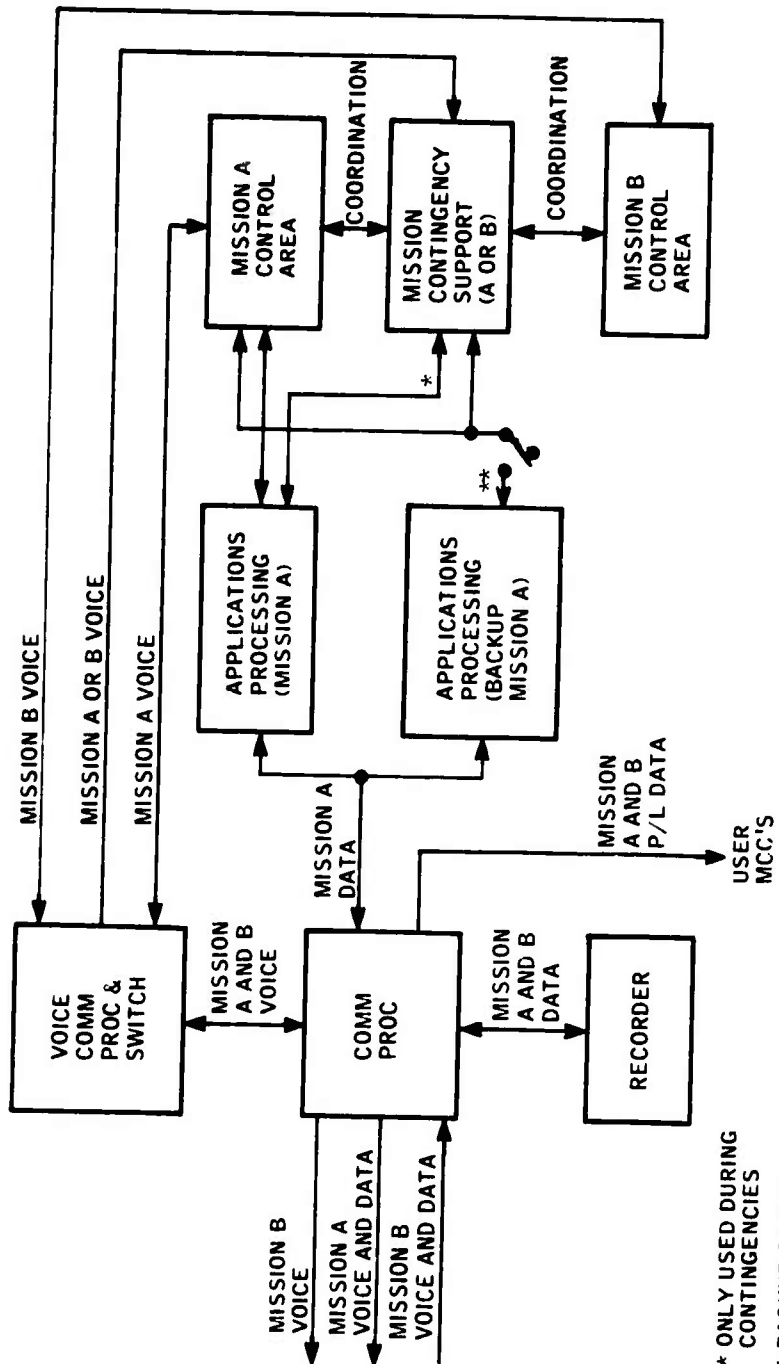 MISSION B VOICE
MISSION A OR B VOICE
MISSION A VOICE
VOICE
COMM
PROC &
SWITCH
MISSION
A AND B
VOICE
MISSION A
CONTROL
AREA
COORDINATION
MISSION
CONTINGENCY
SUPPORT
(A OR B)
COORDINATION
MISSION B
CONTROL
AREA
APPLICATIONS
PROCESSING
(MISSION A)
*
**
APPLICATIONS
PROCESSING
(BACKUP
MISSION A)
MISSION A
DATA
COMM
PROC
MISSION B
VOICE
MISSION A
VOICE AND DATA
MISSION B
VOICE AND DATA
MISSION
A AND B
DATA
RECORDER
MISSION
A AND B
P/L DATA
USER
MCC'S
* ONLY USED DURING
CONTINGENCIES